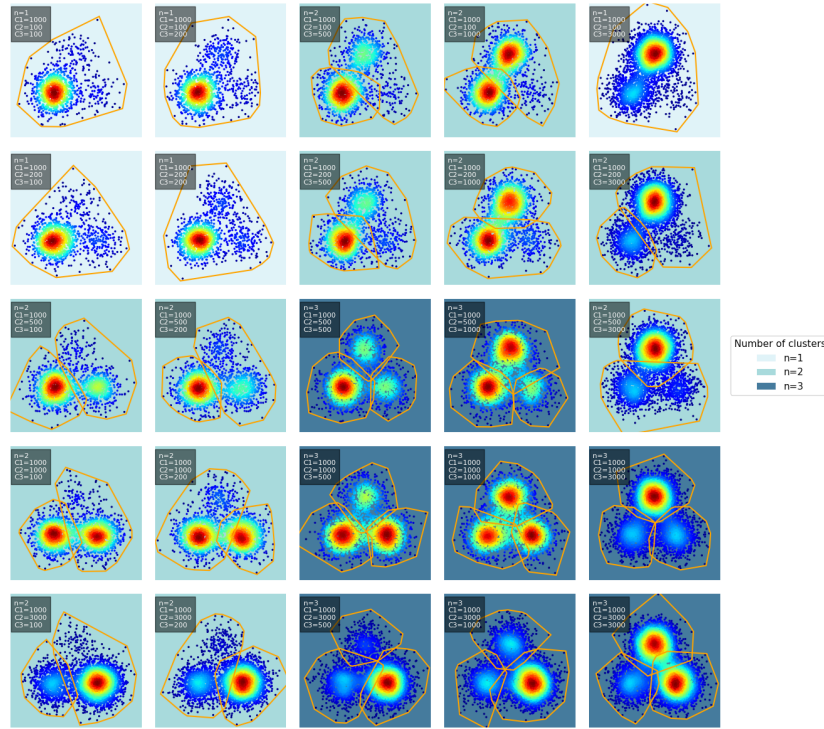 n=1
C1=1000
C2=100
C3=100
n=1
C1=1000
C2=100
C3=200
n=2
C1=1000
C2=100
C3=500
n=2
C1=1000
C2=100
C3=1000
n=1
C1=1000
C2=100
C3=3000
n=1
C1=1000
C2=200
C3=100
n=1
C1=1000
C2=200
C3=200
n=2
C1=1000
C2=200
C3=500
n=2
C1=1000
C2=200
C3=1000
n=2
C1=1000
C2=200
C3=3000
n=2
C1=1000
C2=500
C3=100
n=2
C1=1000
C2=500
C3=200
n=3
C1=1000
C2=500
C3=500
n=3
C1=1000
C2=500
C3=1000
n=2
C1=1000
C2=500
C3=3000
Number of clusters
n=1
n=2
n=3
n=2
C1=1000
C2=1000
C3=100
n=2
C1=1000
C2=1000
C3=200
n=3
C1=1000
C2=1000
C3=500
n=3
C1=1000
C2=1000
C3=1000
n=3
C1=1000
C2=1000
C3=3000
n=2
C1=1000
C2=3000
C3=100
n=2
C1=1000
C2=3000
C3=200
n=3
C1=1000
C2=3000
C3=500
n=3
C1=1000
C2=3000
C3=1000
n=3
C1=1000
C2=3000
C3=3000